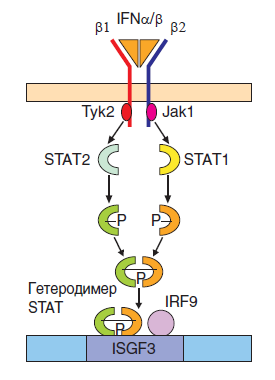 IFNα/β
β1 β2
Tyk2 Jak1
STAT2 STAT1
P P
P
Гетеродимер
STAT
IRF9
P
ISGF3